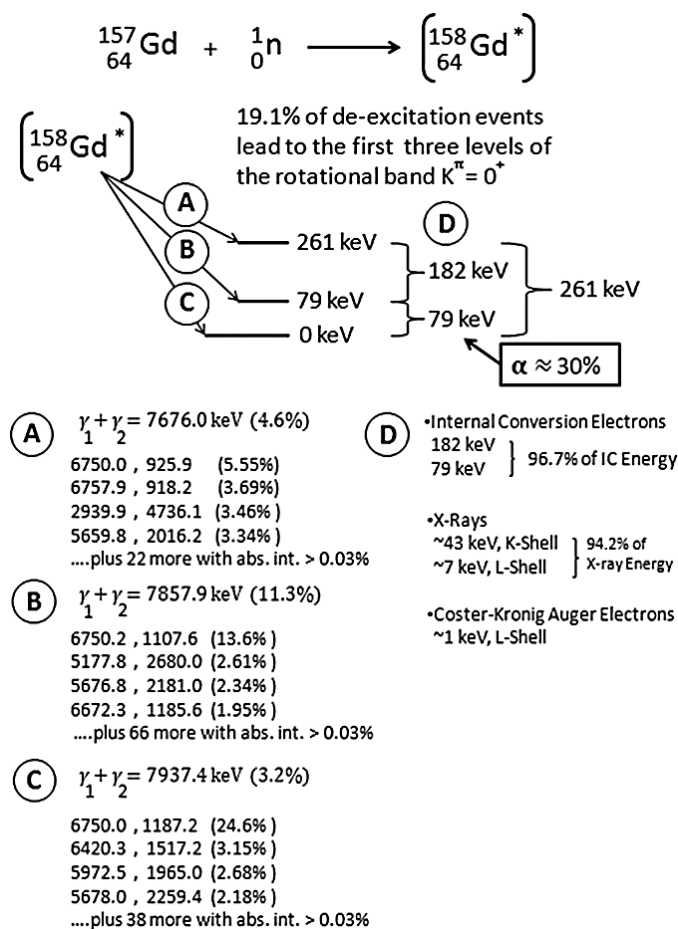 157 64 Gd + 1 0 n ⟶ [158 64 Gd *]
[158 64 Gd *]
19.1% of de-excitation events
lead to the first three levels of
the rotational band Kπ= 0+
A
B
C
D
261 keV
79 keV
0 keV
182 keV
79 keV
261 keV
α ≈ 30%
A
γ1+ γ2= 7676.0 keV (4.6%)
6750.0 , 925.9 (5.55%)
6757.9 , 918.2 (3.69%)
2939.9 , 4736.1 (3.46%)
5659.8 , 2016.2 (3.34%)
....plus 22 more with abs. int. > 0.03%
B
γ1+ γ2= 7857.9 keV (11.3%)
6750.2 , 1107.6 (13.6% )
5177.8 , 2680.0 (2.61% )
5676.8 , 2181.0 (2.34% )
6672.3 , 1185.6 (1.95% )
....plus 66 more with abs. int. > 0.03%
C
γ1+ γ2= 7937.4 keV (3.2%)
6750.0 , 1187.2 (24.6% )
6420.3 , 1517.2 (3.15% )
5972.5 , 1965.0 (2.68% )
5678.0 , 2259.4 (2.18% )
....plus 38 more with abs. int. > 0.03%
D
•Internal Conversion Electrons
182 keV
79 keV
96.7% of IC Energy
•X-Rays
~43 keV, K-Shell
~7 keV, L-Shell
94.2% of
X-ray Energy
•Coster-Kronig Auger Electrons
~1 keV, L-Shell